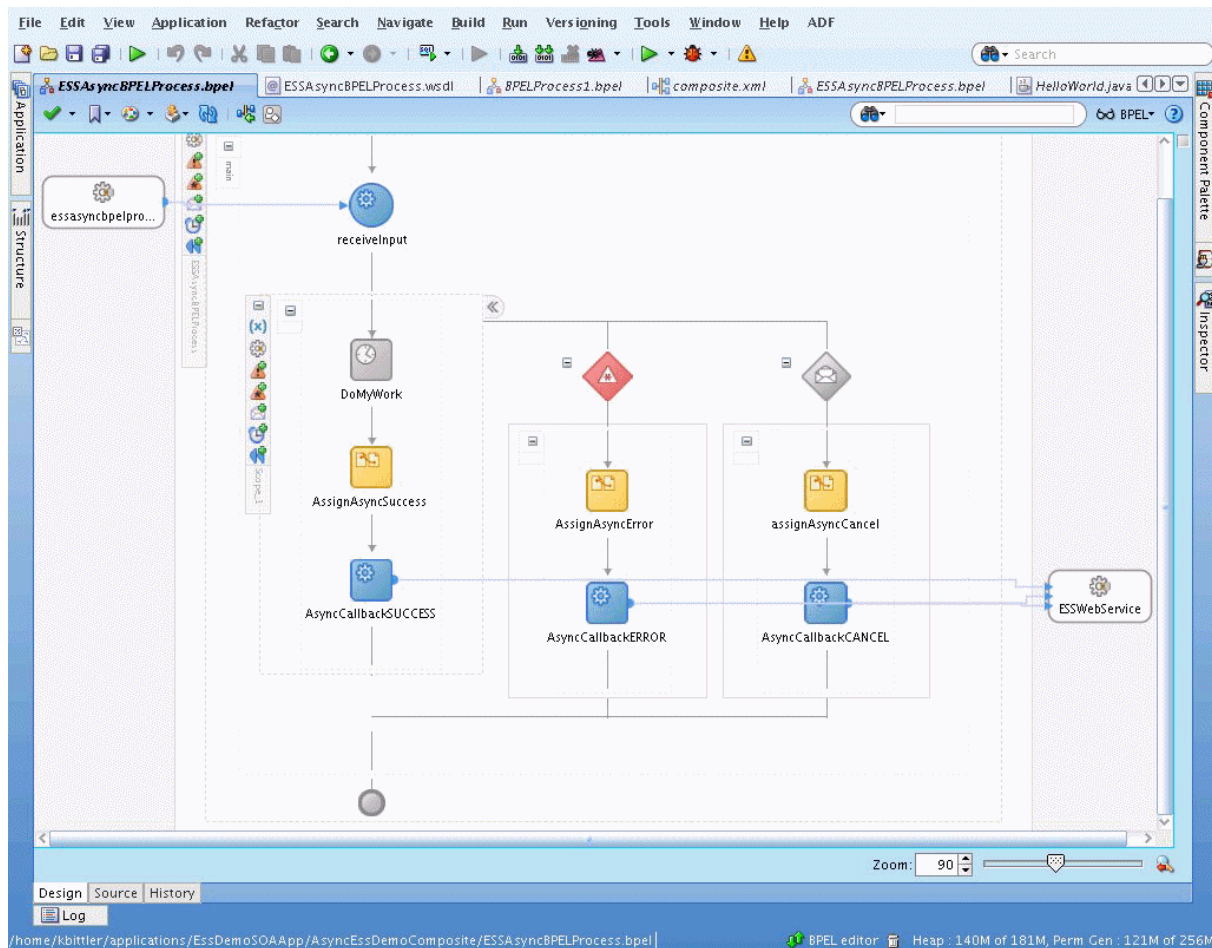 File Edit View Application Refactor Search Navigate Build Run Versioning Tools Window Help ADF
Search
ESSAsyncBPELProcess.bpel ESSAsyncBPELProcess.wsdl BPELProcess1.bpel composite.xml ESSAsyncBPELProcess.bpel HelloWorld.java
BPEL
Application
Structure
Component Palette
Inspector
main
essasyncbpelpro...
receiveInput
ESSAsyncBPELProcess
(x)
DoMyWork
Scope_1
AssignAsyncSuccess
AssignAsyncError
assignAsyncCancel
AsyncCallbackSUCCESS
AsyncCallbackERROR
AsyncCallbackCANCEL
ESSWebService
Zoom: 90
Design Source History
Log
/home/kbittler/applications/EssDemoSOAApp/AsyncEssDemoComposite/ESSAsyncBPELProcess.bpel BPEL editor Heap : 140M of 181M, Perm Gen : 121M of 256M